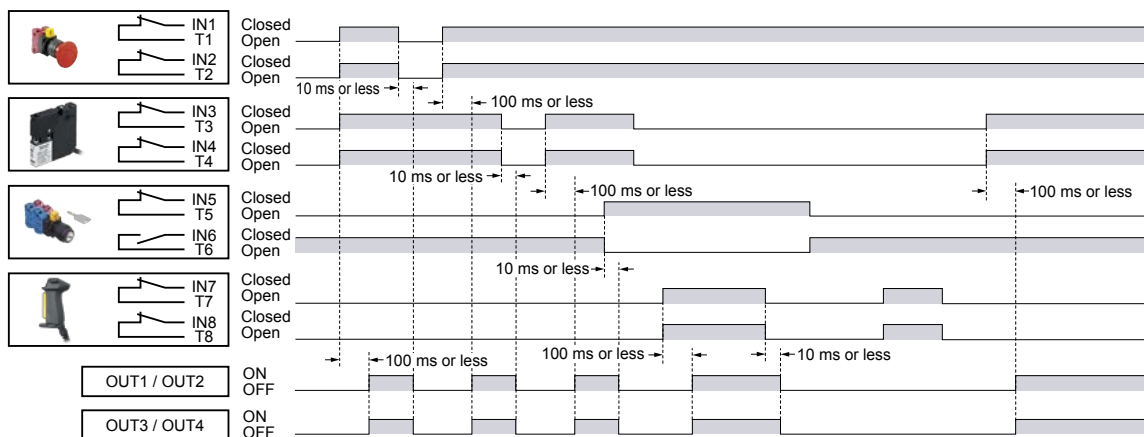 IN1 Closed
T1 Open
IN2 Closed
T2 Open
10 ms or less 100 ms or less
IN3 Closed
T3 Open
IN4 Closed
T4 Open
10 ms or less 100 ms or less 100 ms or less
IN5 Closed
T5 Open
IN6 Closed
T6 Open
10 ms or less
IN7 Closed
T7 Open
IN8 Closed
T8 Open
100 ms or less 100 ms or less 10 ms or less
OUT1 / OUT2 ON
OFF
OUT3 / OUT4 ON
OFF